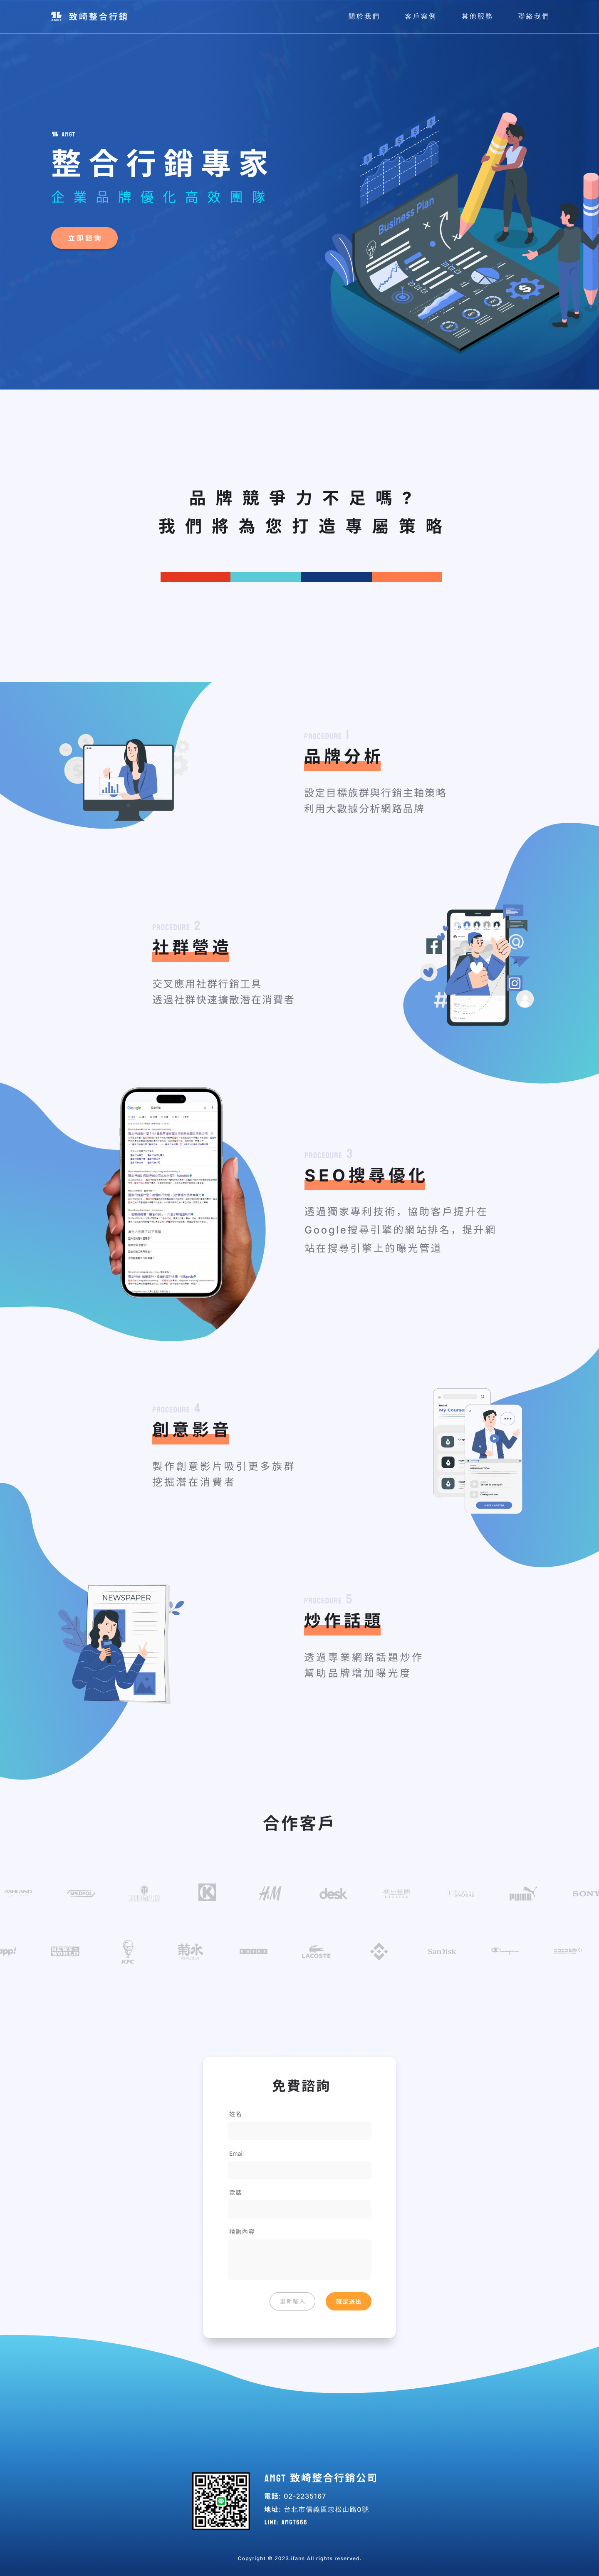 致崎整合行銷
關於我們
客戶案例
其他服務
聯絡我們
AMGT
整合行銷專家
企業品牌優化高效團隊
立即諮詢
Business Plan
品牌競爭力不足嗎?
我們將為您打造專屬策略
PROCEDURE 1
品牌分析
設定目標族群與行銷主軸策略
利用大數據分析網路品牌
PROCEDURE 2
社群營造
交叉應用社群行銷工具
透過社群快速擴散潛在消費者
Google
PROCEDURE 3
SEO搜尋優化
透過獨家專利技術，協助客戶提升在
Google搜尋引擎的網站排名，提升網
站在搜尋引擎上的曝光管道
PROCEDURE 4
創意影音
製作創意影片吸引更多族群
挖掘潛在消費者
My Course
NEWSPAPER
PROCEDURE 5
炒作話題
透過專業網路話題炒作
幫助品牌增加曝光度
合作客戶
ASHLAND
K
H&M
desk
PUMA
SONY
app!
NEWS WORLD
KFC
菊水
LACOSTE
SanDisk
Champion
免費諮詢
姓名
Email
電話
諮詢內容
重新輸入
確定送出
AMGT 致崎整合行銷公司
電話: 02-2235167
地址: 台北市信義區忠松山路0號
LINE: AMGT666
Copyright © 2023.ifans All rights reserved.